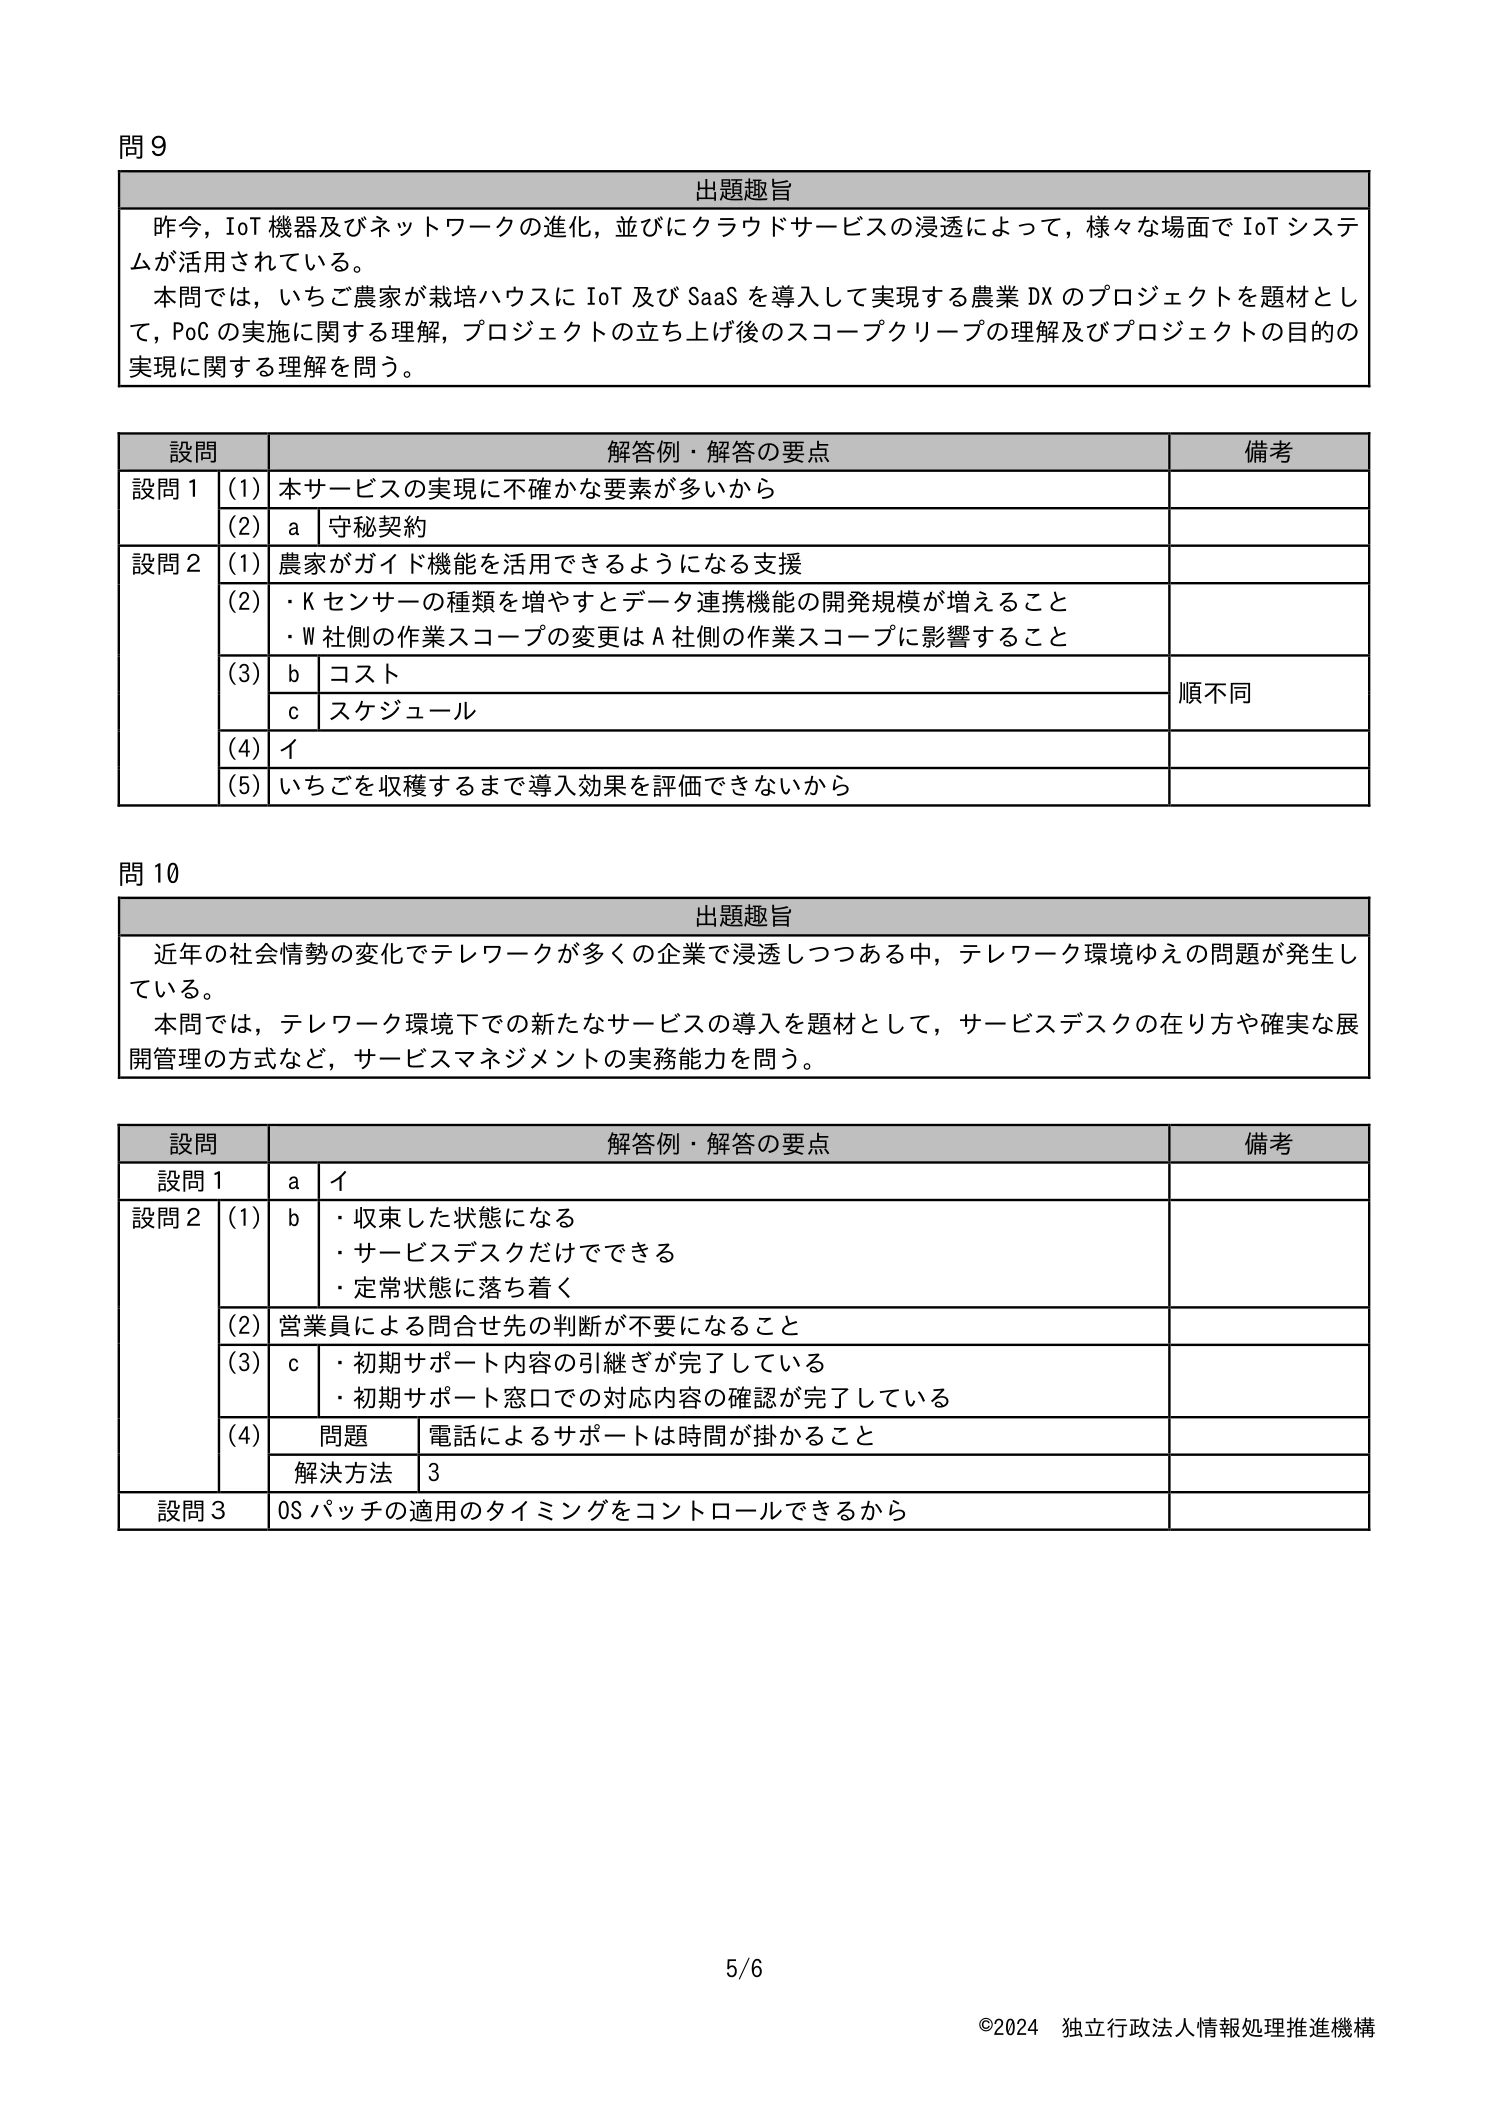 問９
出題趣旨
昨今，IoT 機器及びネットワークの進化，並びにクラウドサービスの浸透によって，様々な場面で IoT システ
ムが活用されている。
本問では，いちご農家が栽培ハウスに IoT 及び SaaS を導入して実現する農業 DX のプロジェクトを題材とし
て，PoC の実施に関する理解，プロジェクトの立ち上げ後のスコープクリープの理解及びプロジェクトの目的の
実現に関する理解を問う。
設問 解答例・解答の要点 備考
設問１ (1) 本サービスの実現に不確かな要素が多いから
(2) a 守秘契約
設問２ (1) 農家がガイド機能を活用できるようになる支援
(2) ・K センサーの種類を増やすとデータ連携機能の開発規模が増えること
・W 社側の作業スコープの変更は A 社側の作業スコープに影響すること
(3) b コスト 順不同
c スケジュール
(4) イ
(5) いちごを収穫するまで導入効果を評価できないから
問 10
出題趣旨
近年の社会情勢の変化でテレワークが多くの企業で浸透しつつある中，テレワーク環境ゆえの問題が発生し
ている。
本問では，テレワーク環境下での新たなサービスの導入を題材として，サービスデスクの在り方や確実な展
開管理の方式など，サービスマネジメントの実務能力を問う。
設問 解答例・解答の要点 備考
設問１ a イ
設問２ (1) b ・収束した状態になる
・サービスデスクだけでできる
・定常状態に落ち着く
(2) 営業員による問合せ先の判断が不要になること
(3) c ・初期サポート内容の引継ぎが完了している
・初期サポート窓口での対応内容の確認が完了している
(4) 問題 電話によるサポートは時間が掛かること
解決方法 3
設問３ OS パッチの適用のタイミングをコントロールできるから
5/6
©2024　独立行政法人情報処理推進機構